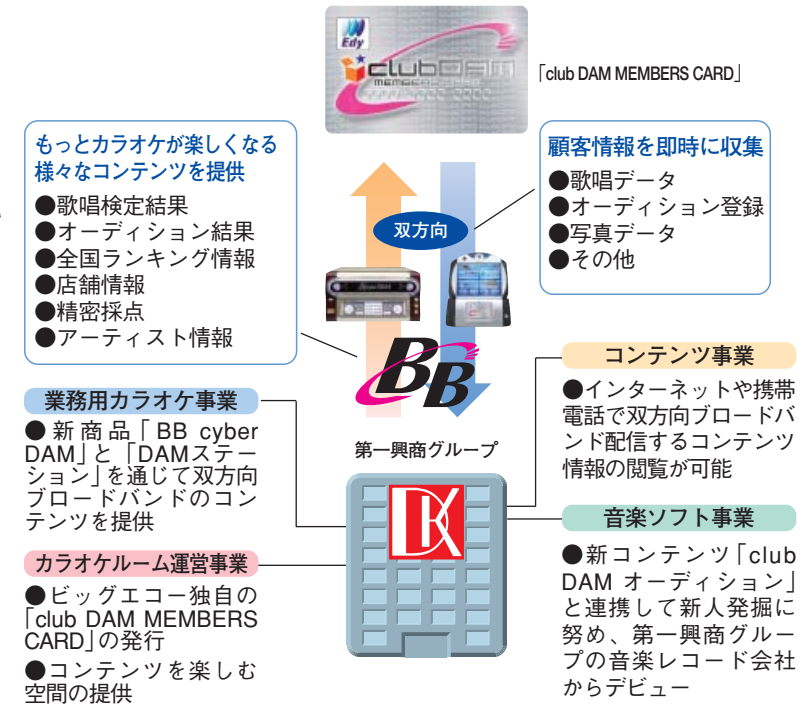 Edy
club DAM
MEMBERS
「club DAM MEMBERS CARD」
もっとカラオケが楽しくなる
様々なコンテンツを提供
●歌唱検定結果
●オーディション結果
●全国ランキング情報
●店舗情報
●精密採点
●アーティスト情報
顧客情報を即時に収集
●歌唱データ
●オーディション登録
●写真データ
●その他
双方向
BB
業務用カラオケ事業
●新商品「BB cyber
DAM」と「DAMステー
ション」を通じて双方向
ブロードバンドのコン
テンツを提供
カラオケルーム運営事業
●ビッグエコー独自の
「club DAM MEMBERS
CARD」の発行
●コンテンツを楽しむ
空間の提供
第一興商グループ
DK
コンテンツ事業
●インターネットや携帯
電話で双方向ブロードバ
ンド配信するコンテンツ
情報の閲覧が可能
音楽ソフト事業
●新コンテンツ「club
DAM オーディション」
と連携して新人発掘に
努め、第一興商グルー
プの音楽レコード会社
からデビュー